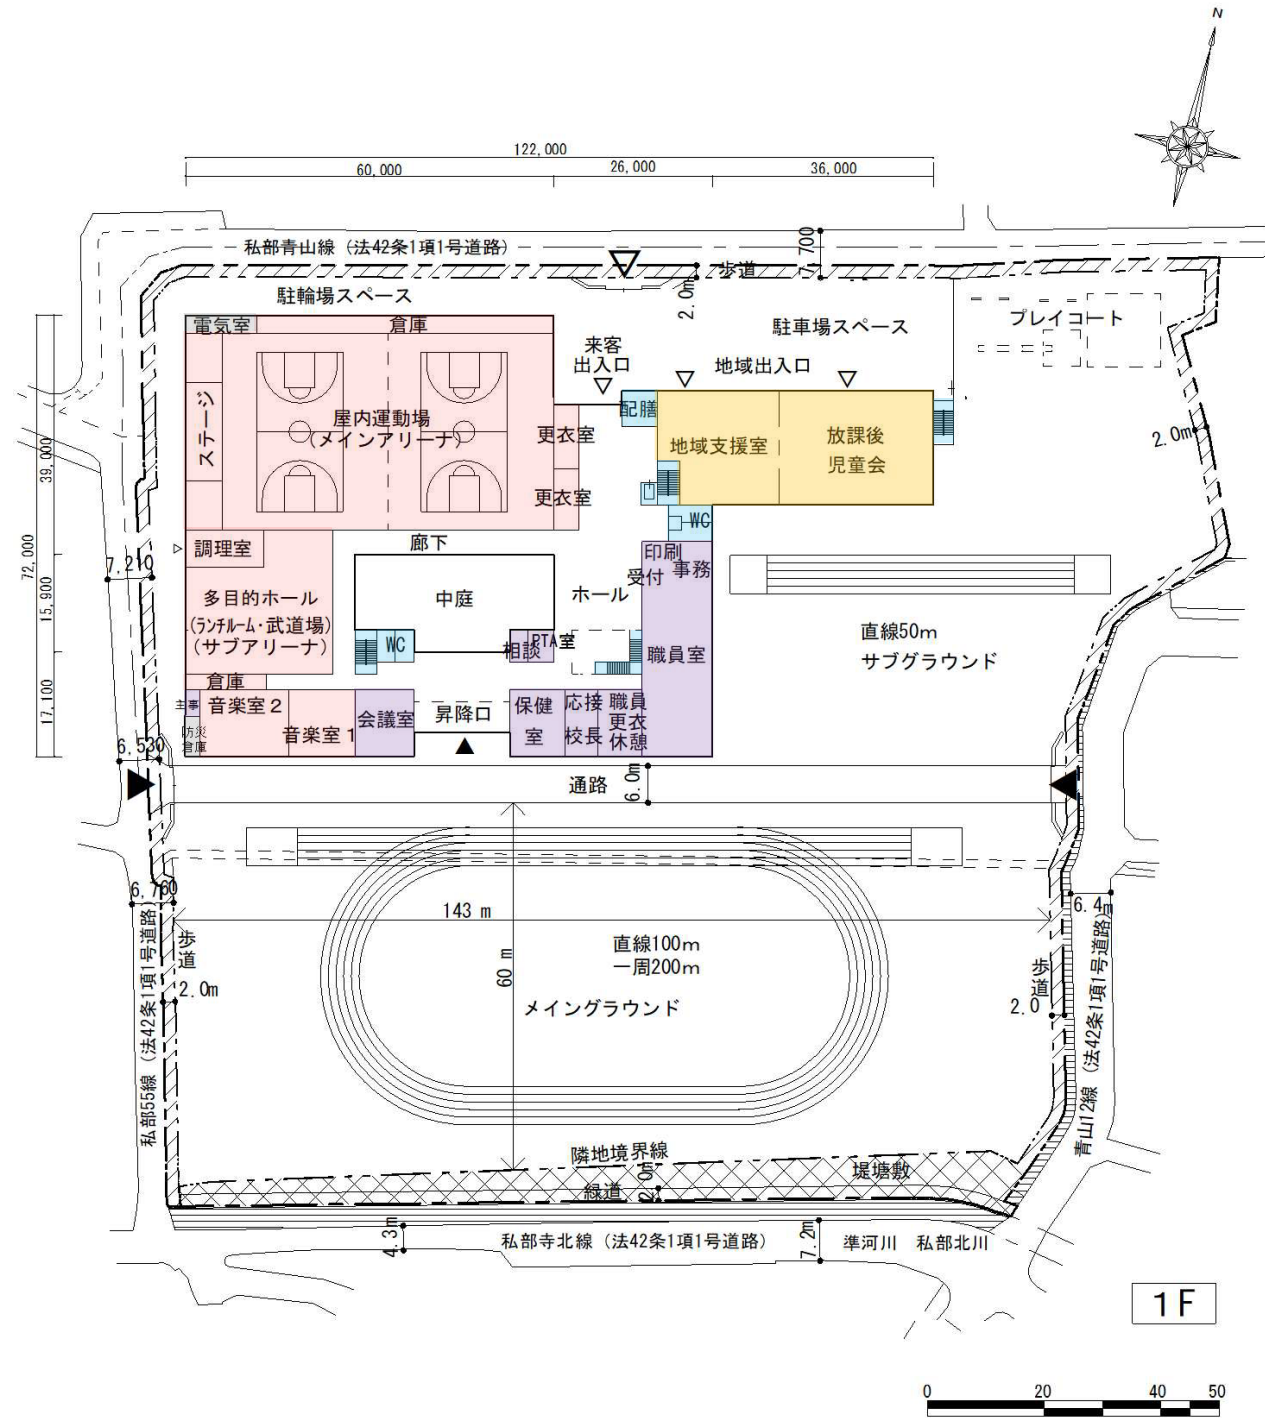 N
122,000
60,000
26,000
36,000
私部青山線（法42条1項1号道路）
7,700
歩道
2.0m
駐輪場スペース
駐車場スペース
プレイコート
電気室
倉庫
来客
出入口
地域出入口
配膳
ステージ
屋内運動場
（メインアリーナ）
更衣室
地域支援室
放課後
児童会
2.0m
39,000
72,000
15,900
17,100
更衣室
WC
調理室
廊下
印刷
受付
事務
7,210
多目的ホール
（ランチルーム・武道場）
（サブアリーナ）
中庭
ホール
直線50m
サブグラウンド
WC
相談
PTA室
職員室
倉庫
主事
音楽室2
音楽室1
会議室
昇降口
保健
室
応接
校長
職員
更衣
休憩
防災
倉庫
6,530
通路
6.0m
6,760
143 m
60 m
6.4m
直線100m
一周200m
メイングラウンド
歩道
2.0m
歩道
2.0
私部55線（法42条1項1号道路）
青山12線（法42条1項1号道路）
隣地境界線
堤塘敷
緑道
2.0m
4.3m
私部寺北線（法42条1項1号道路）
7.2m
準河川　私部北川
1F
0
20
40
50